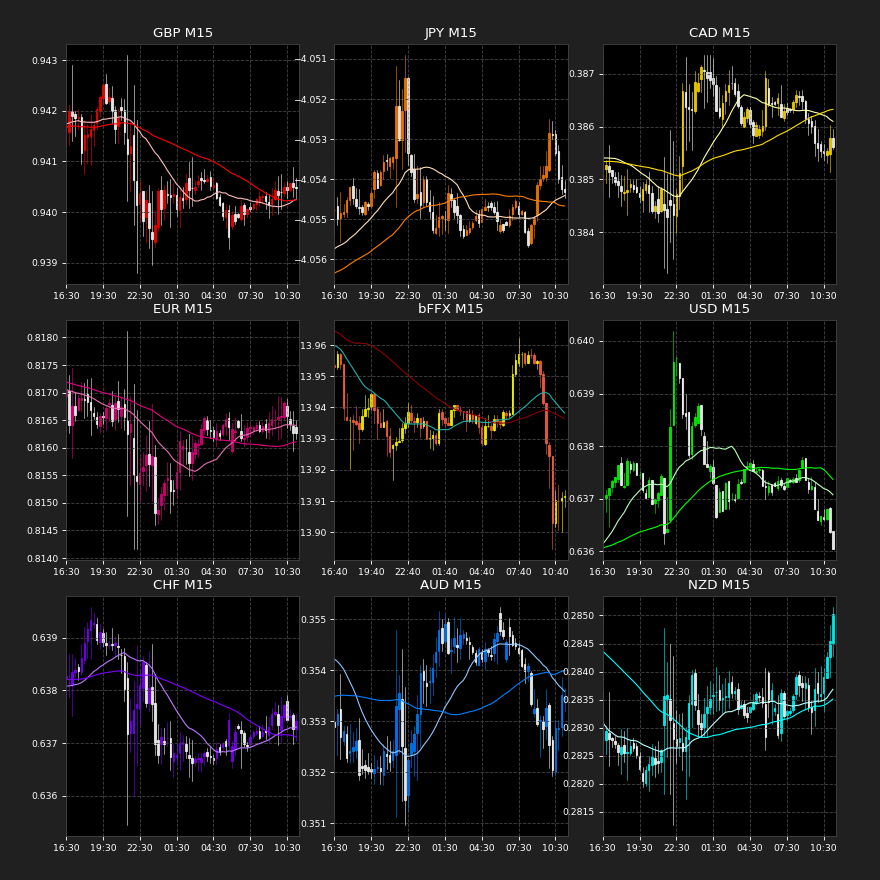 GBP M15
0.943
0.942
0.941
0.940
0.939
16:30 19:30 22:30 01:30 04:30 07:30 10:30
JPY M15
−4.051
−4.052
−4.053
−4.054
−4.055
−4.056
16:30 19:30 22:30 01:30 04:30 07:30 10:30
CAD M15
0.387
0.386
0.385
0.384
16:30 19:30 22:30 01:30 04:30 07:30 10:30
EUR M15
0.8180
0.8175
0.8170
0.8165
0.8160
0.8155
0.8150
0.8145
0.8140
16:30 19:30 22:30 01:30 04:30 07:30 10:30
bFFX M15
13.96
13.95
13.94
13.93
13.92
13.91
13.90
16:40 19:40 22:40 01:40 04:40 07:40 10:40
USD M15
0.640
0.639
0.638
0.637
0.636
16:30 19:30 22:30 01:30 04:30 07:30 10:30
CHF M15
0.639
0.638
0.637
0.636
16:30 19:30 22:30 01:30 04:30 07:30 10:30
AUD M15
0.355
0.354
0.353
0.352
0.351
16:30 19:30 22:30 01:30 04:30 07:30 10:30
NZD M15
0.2850
0.2845
0.2840
0.2835
0.2830
0.2825
0.2820
0.2815
16:30 19:30 22:30 01:30 04:30 07:30 10:30